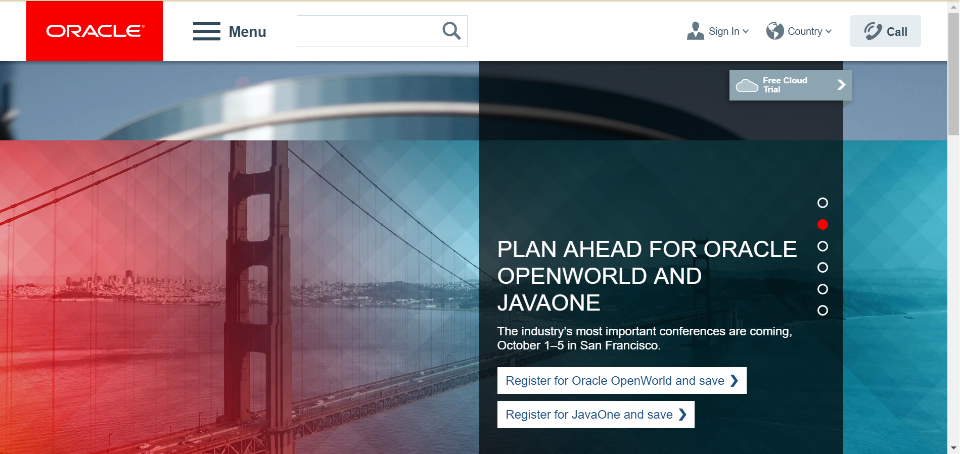 ORACLE®
Menu
Sign In
Country
Call
Free Cloud
Trial
PLAN AHEAD FOR ORACLE
OPENWORLD AND
JAVAONE
The industry's most important conferences are coming,
October 1–5 in San Francisco.
Register for Oracle OpenWorld and save
Register for JavaOne and save